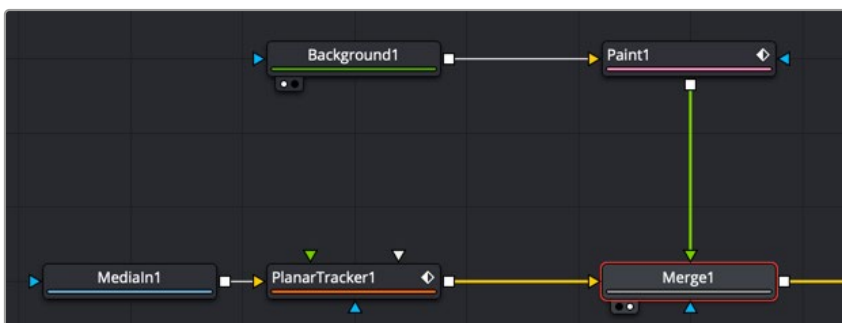 Background1
Paint1
MediaIn1
PlanarTracker1
Merge1